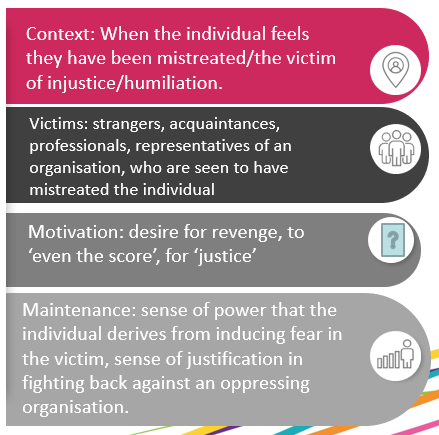 Context: When the individual feels
they have been mistreated/the victim
of injustice/humiliation.
Victims: strangers, acquaintances,
professionals, representatives of an
organisation, who are seen to have
mistreated the individual
Motivation: desire for revenge, to
‘even the score’, for ‘justice’
?
Maintenance: sense of power that the
individual derives from inducing fear in
the victim, sense of justification in
fighting back against an oppressing
organisation.